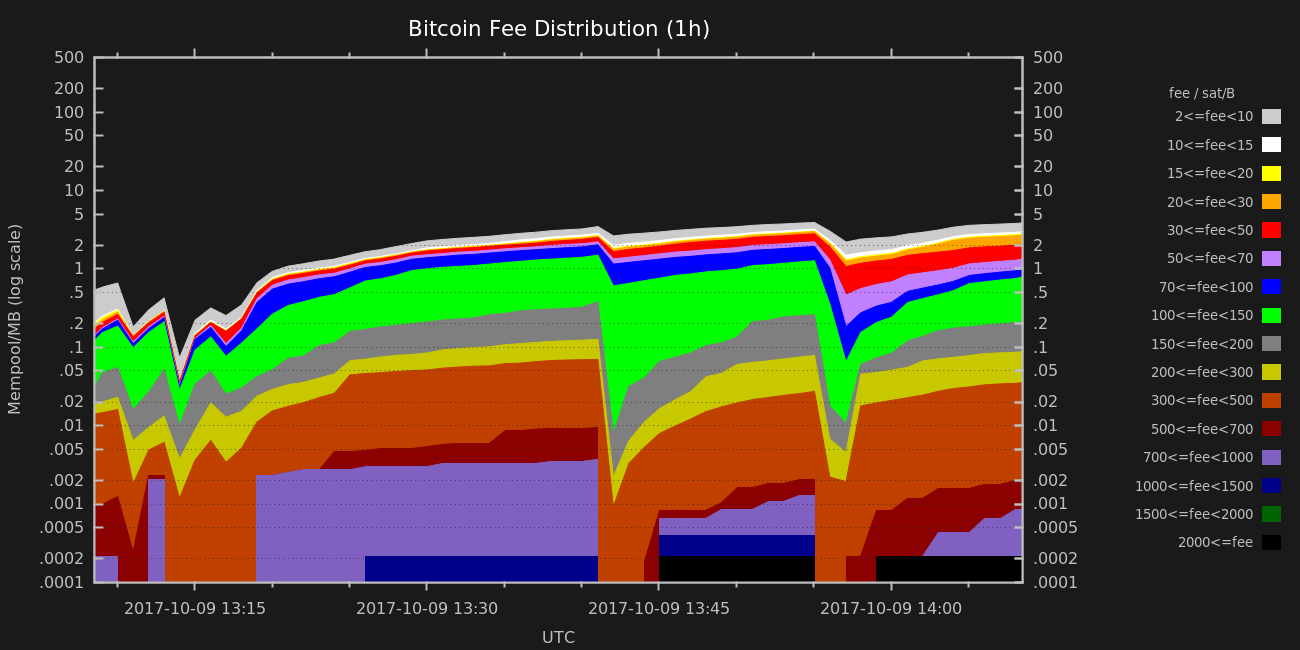 Bitcoin Fee Distribution (1h)
500 500
200 200
100 100
50 50
20 20
10 10
5 5
2 2
1 1
.5 .5
.2 .2
.1 .1
.05 .05
.02 .02
.01 .01
.005 .005
.002 .002
.001 .001
.0005 .0005
.0002 .0002
.0001 .0001
Mempool/MB (log scale)
2017-10-09 13:15 2017-10-09 13:30 2017-10-09 13:45 2017-10-09 14:00
UTC
fee / sat/B
2<=fee<10
10<=fee<15
15<=fee<20
20<=fee<30
30<=fee<50
50<=fee<70
70<=fee<100
100<=fee<150
150<=fee<200
200<=fee<300
300<=fee<500
500<=fee<700
700<=fee<1000
1000<=fee<1500
1500<=fee<2000
2000<=fee